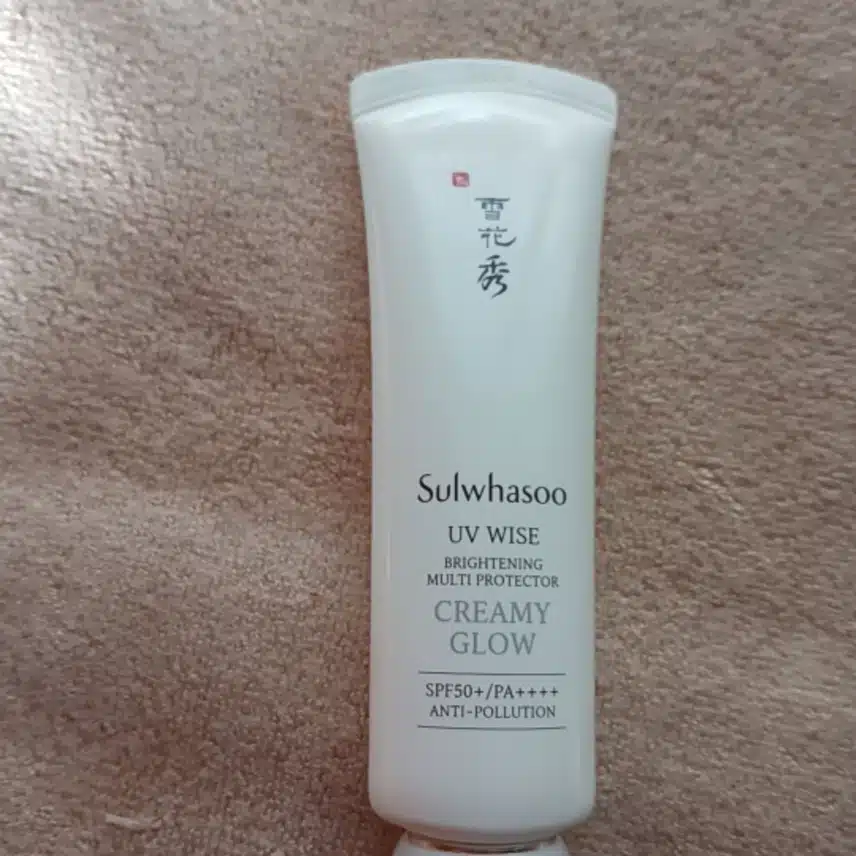 雪花秀
Sulwhasoo
UV WISE
BRIGHTENING
MULTI PROTECTOR
CREAMY
GLOW
SPF50+/PA++++
ANTI-POLLUTION